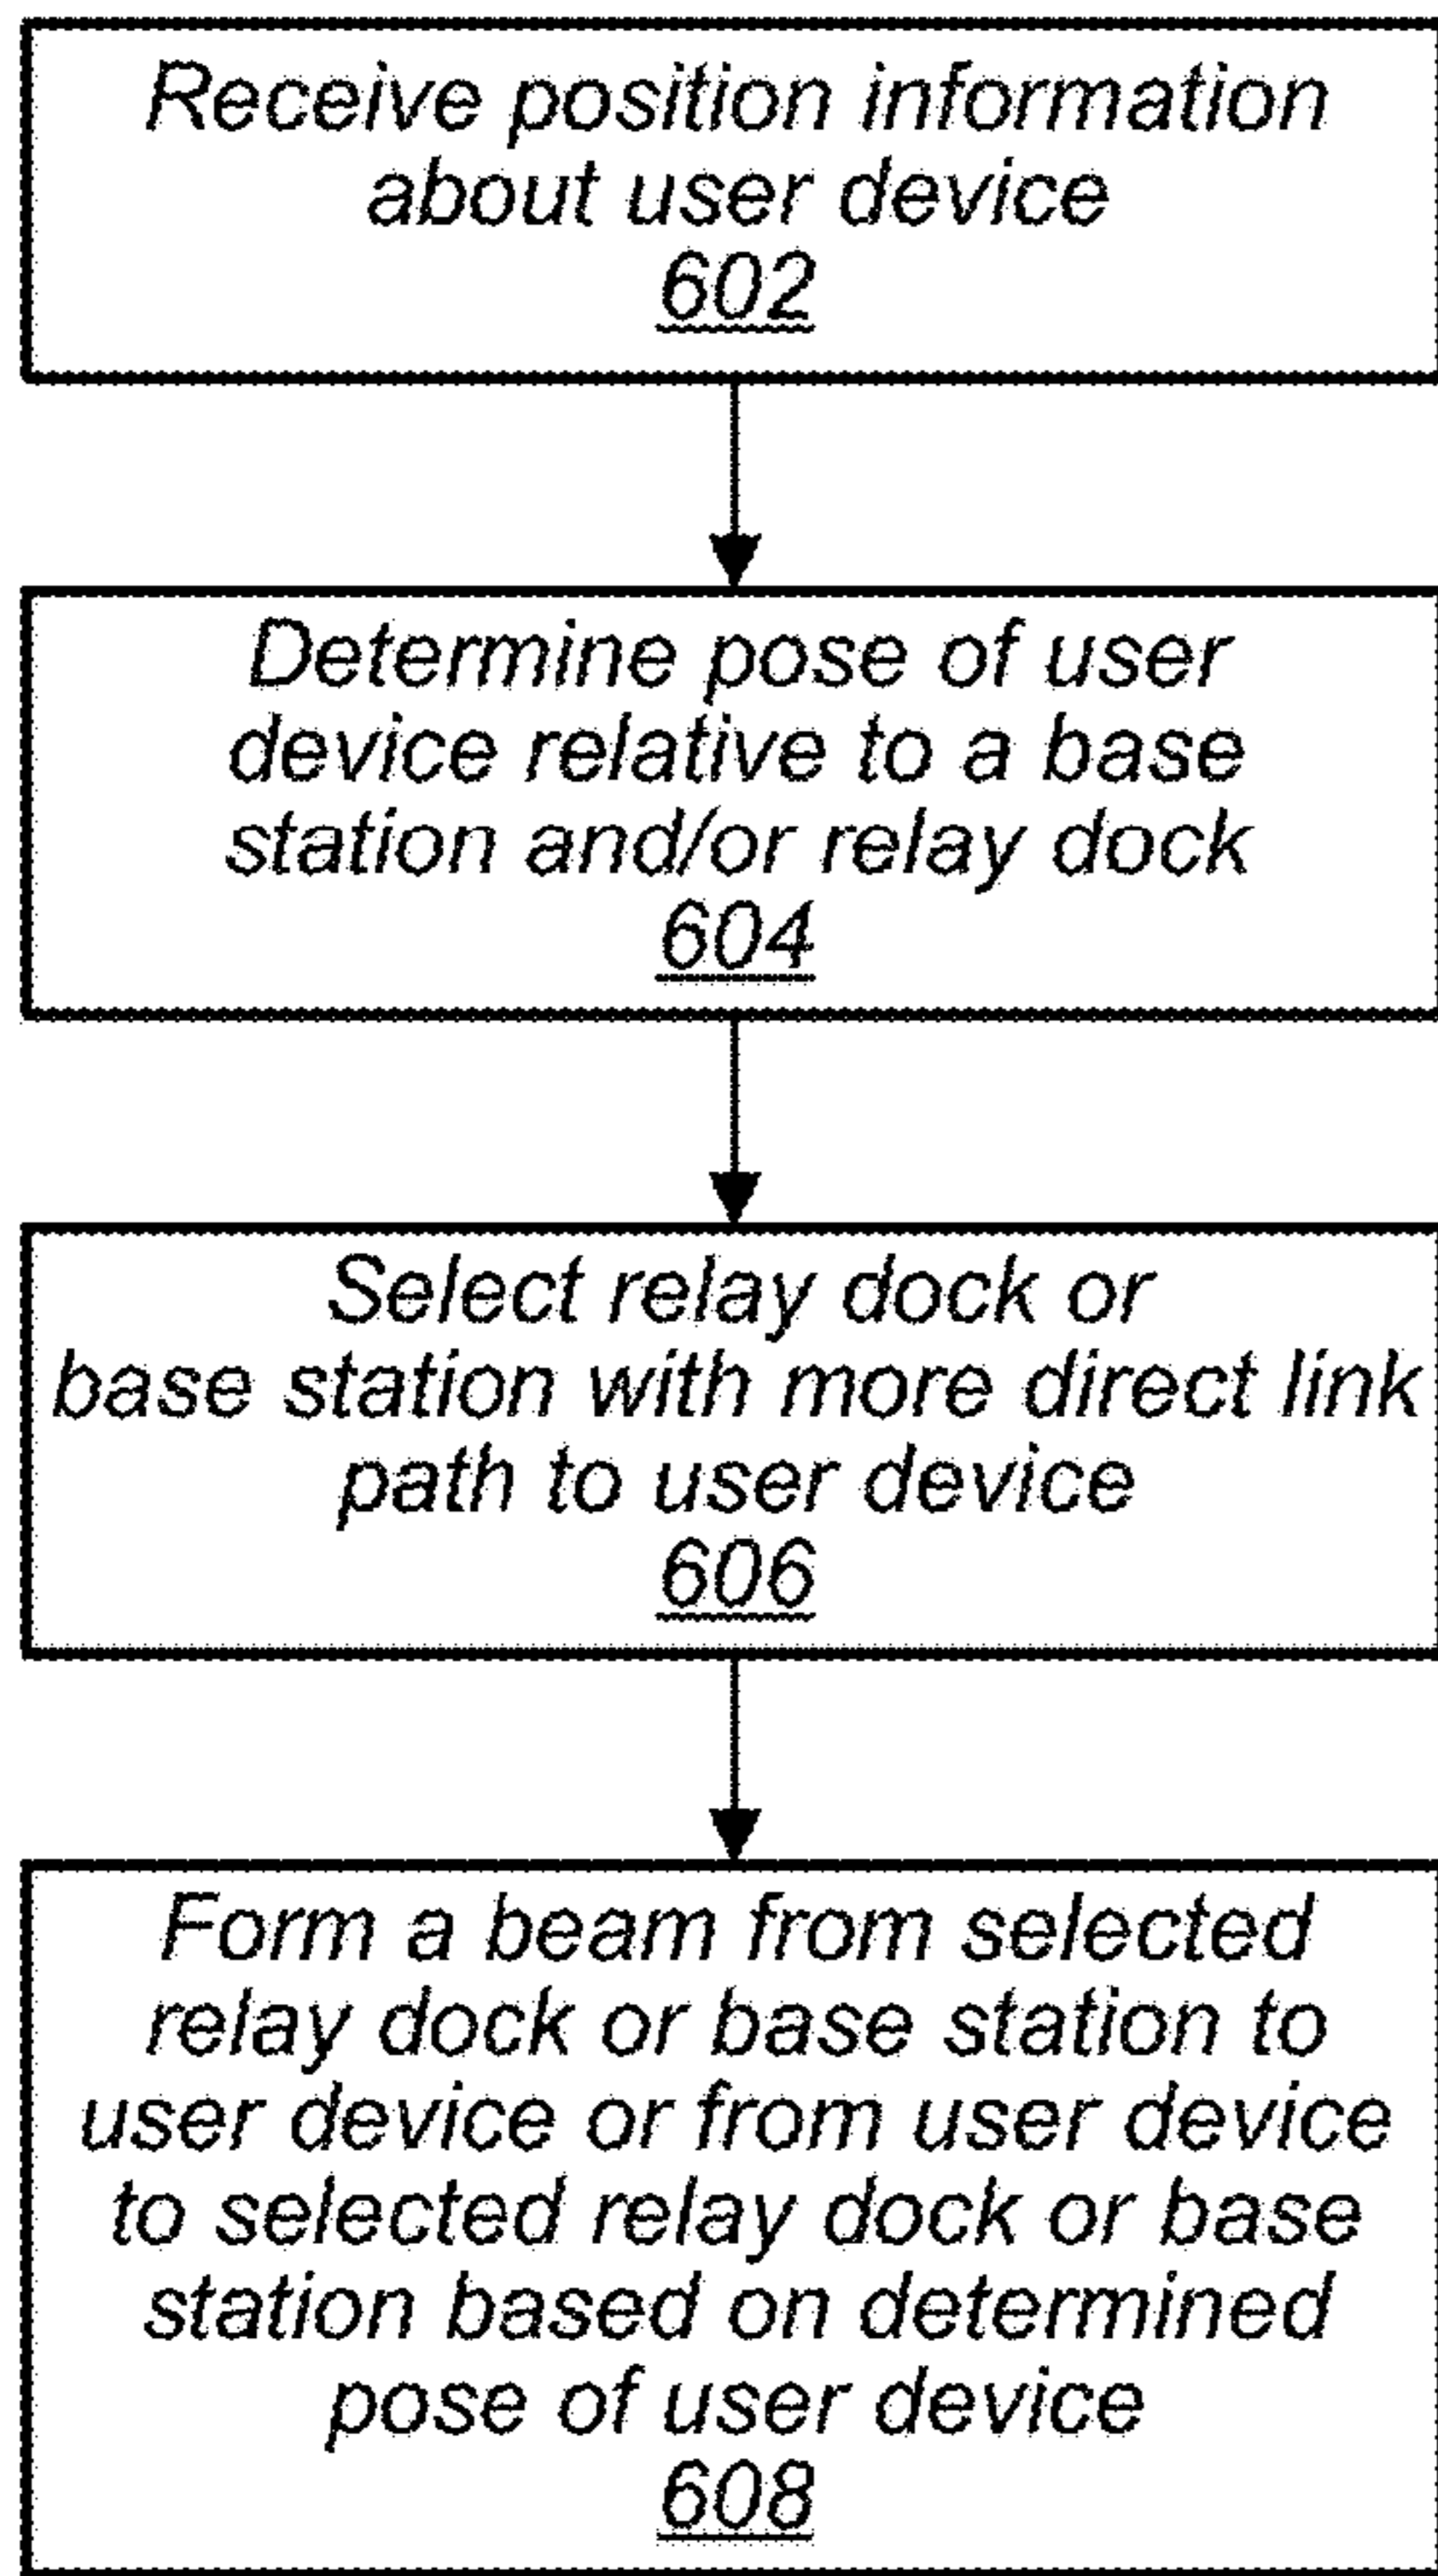 Receive position information
about user device
602
Determine pose of user
device relative to a base
station and/or relay dock
604
Select relay dock or
base station with more direct link
path to user device
606
Form a beam from selected
relay dock or base station to
user device or from user device
to selected relay dock or base
station based on determined
pose of user device
608